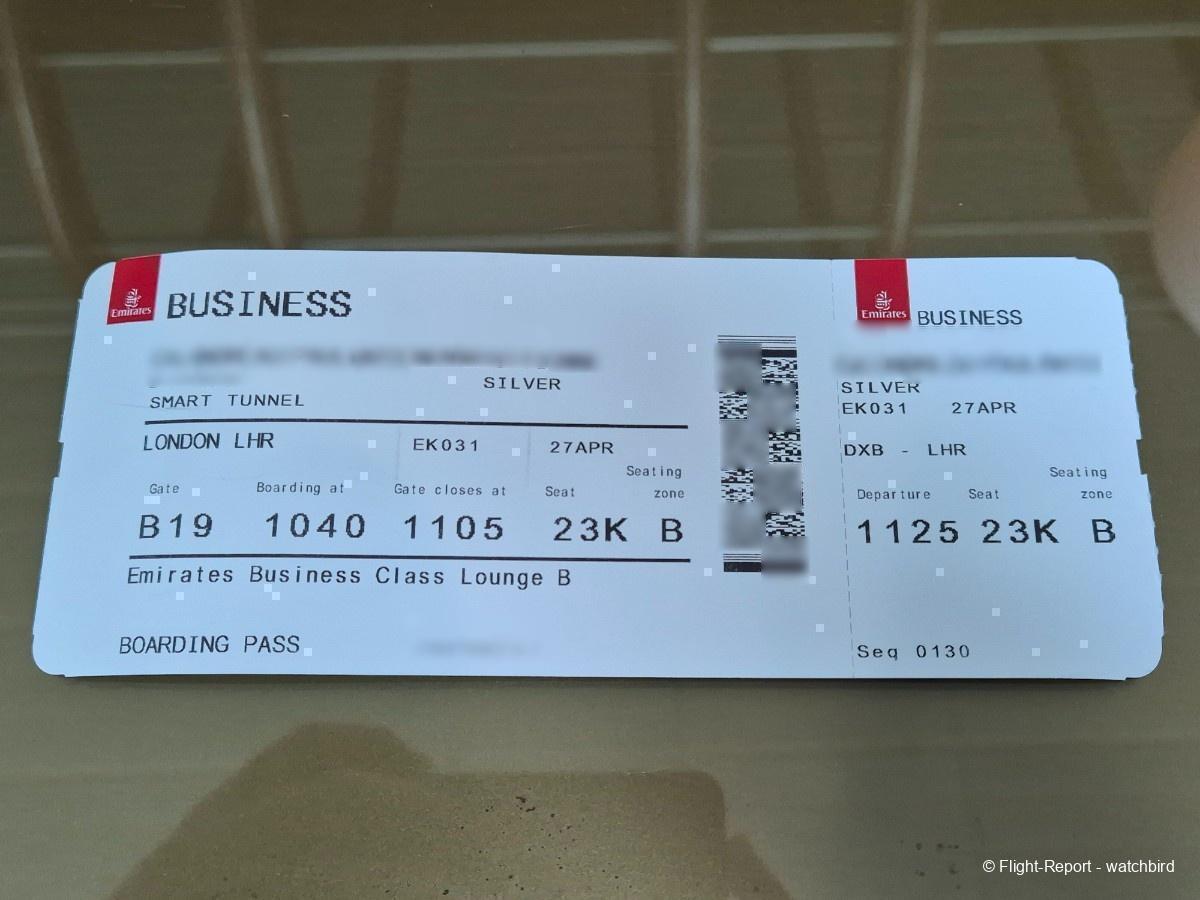 Emirates
BUSINESS
SILVER
SMART TUNNEL
LONDON LHR EK031 27APR
Gate Boarding at Gate closes at Seat Seating zone
B19 1040 1105 23K B
Emirates Business Class Lounge B
BOARDING PASS
Emirates
BUSINESS
SILVER
EK031 27APR
DXB - LHR
Departure Seat Seating zone
1125 23K B
Seq 0130
© Flight-Report - watchbird